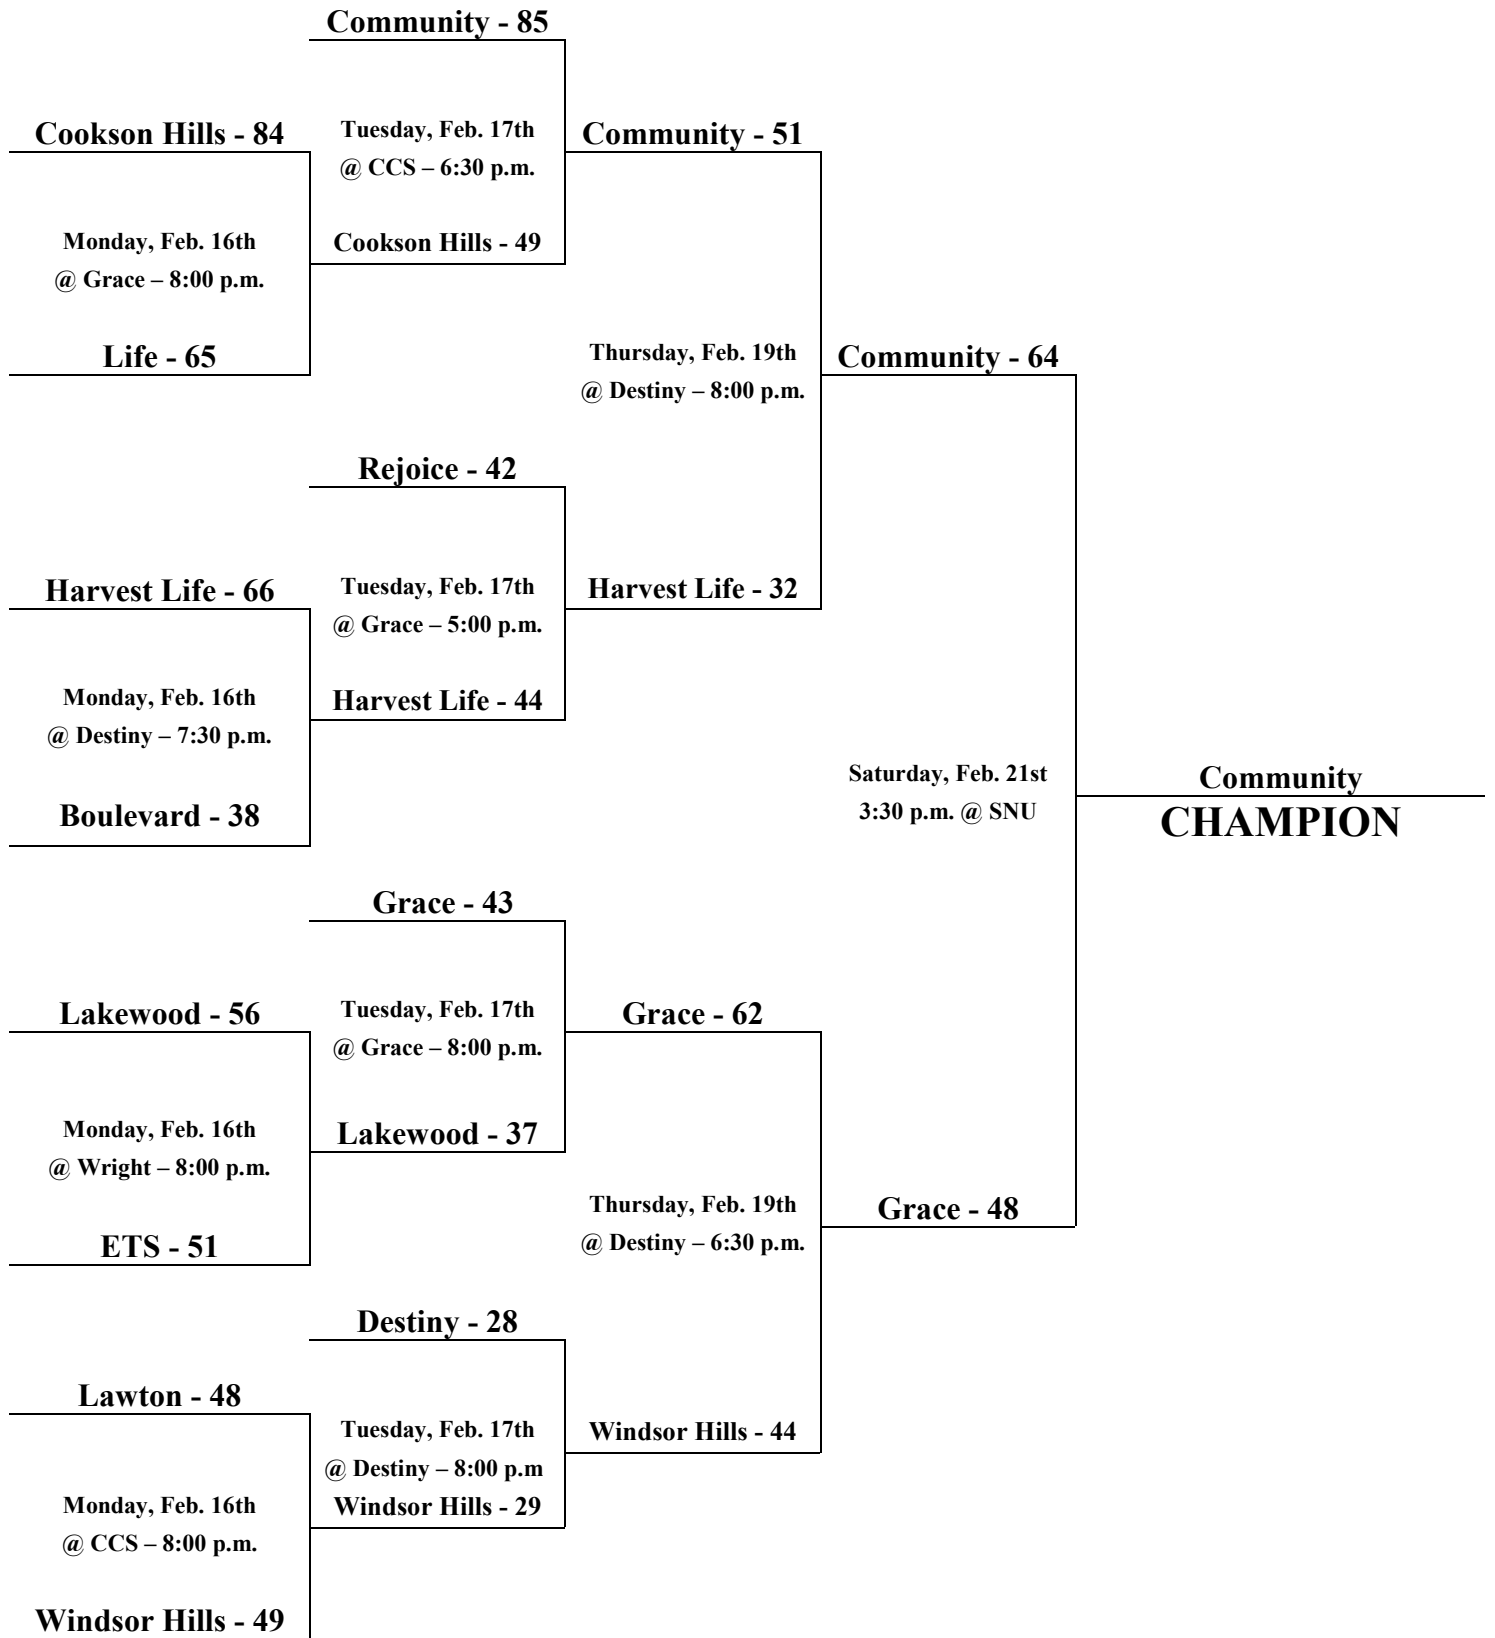 Community - 85
Cookson Hills - 84
Tuesday, Feb. 17th
@ CCS – 6:30 p.m.
Community - 51
Monday, Feb. 16th
@ Grace – 8:00 p.m.
Cookson Hills - 49
Life - 65
Thursday, Feb. 19th
@ Destiny – 8:00 p.m.
Community - 64
Rejoice - 42
Harvest Life - 66
Tuesday, Feb. 17th
@ Grace – 5:00 p.m.
Harvest Life - 32
Monday, Feb. 16th
@ Destiny – 7:30 p.m.
Harvest Life - 44
Boulevard - 38
Saturday, Feb. 21st
3:30 p.m. @ SNU
Community
CHAMPION
Grace - 43
Lakewood - 56
Tuesday, Feb. 17th
@ Grace – 8:00 p.m.
Grace - 62
Monday, Feb. 16th
@ Wright – 8:00 p.m.
Lakewood - 37
ETS - 51
Thursday, Feb. 19th
@ Destiny – 6:30 p.m.
Grace - 48
Destiny - 28
Lawton - 48
Tuesday, Feb. 17th
@ Destiny – 8:00 p.m
Windsor Hills - 44
Windsor Hills - 29
Monday, Feb. 16th
@ CCS – 8:00 p.m.
Windsor Hills - 49